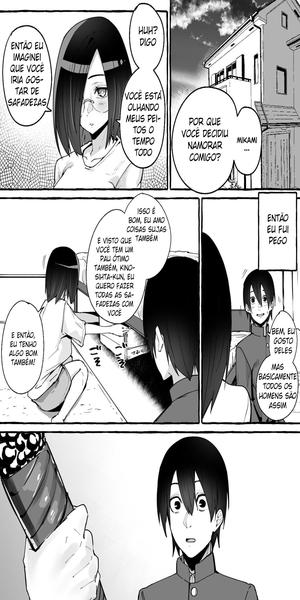 MIKAMI
...
POR QUE
VOCÊ DECIDIU
NAMORAR
COMIGO?
HUH?
DIGO
VOCÊ ESTÁ
OLHANDO
MEUS PEI-
TOS O TEMPO
TODO
ENTÃO EU
IMAGINEI
QUE VOCÊ
IRIA GOS-
TAR DE
SAFADEZAS
ENTÃO
EU FUI
PEGO
BEM, EU
GOSTO
DELES
MAS
BASICAMENTE
TODOS OS
HOMENS SÃO
ASSIM
ISSO É
BOM, EU AMO
COISAS SUJAS
TAMBÉM
E VISTO QUE
VOCÊ TEM UM
PAU ÓTIMO
TAMBÉM, KINO-
SHTA-KUN, EU
QUERO FAZER
TODAS AS SA-
FADEZAS COM
VOCÊ
E ENTÃO,
EU TENHO
ALGO BOM
TAMBÉM!